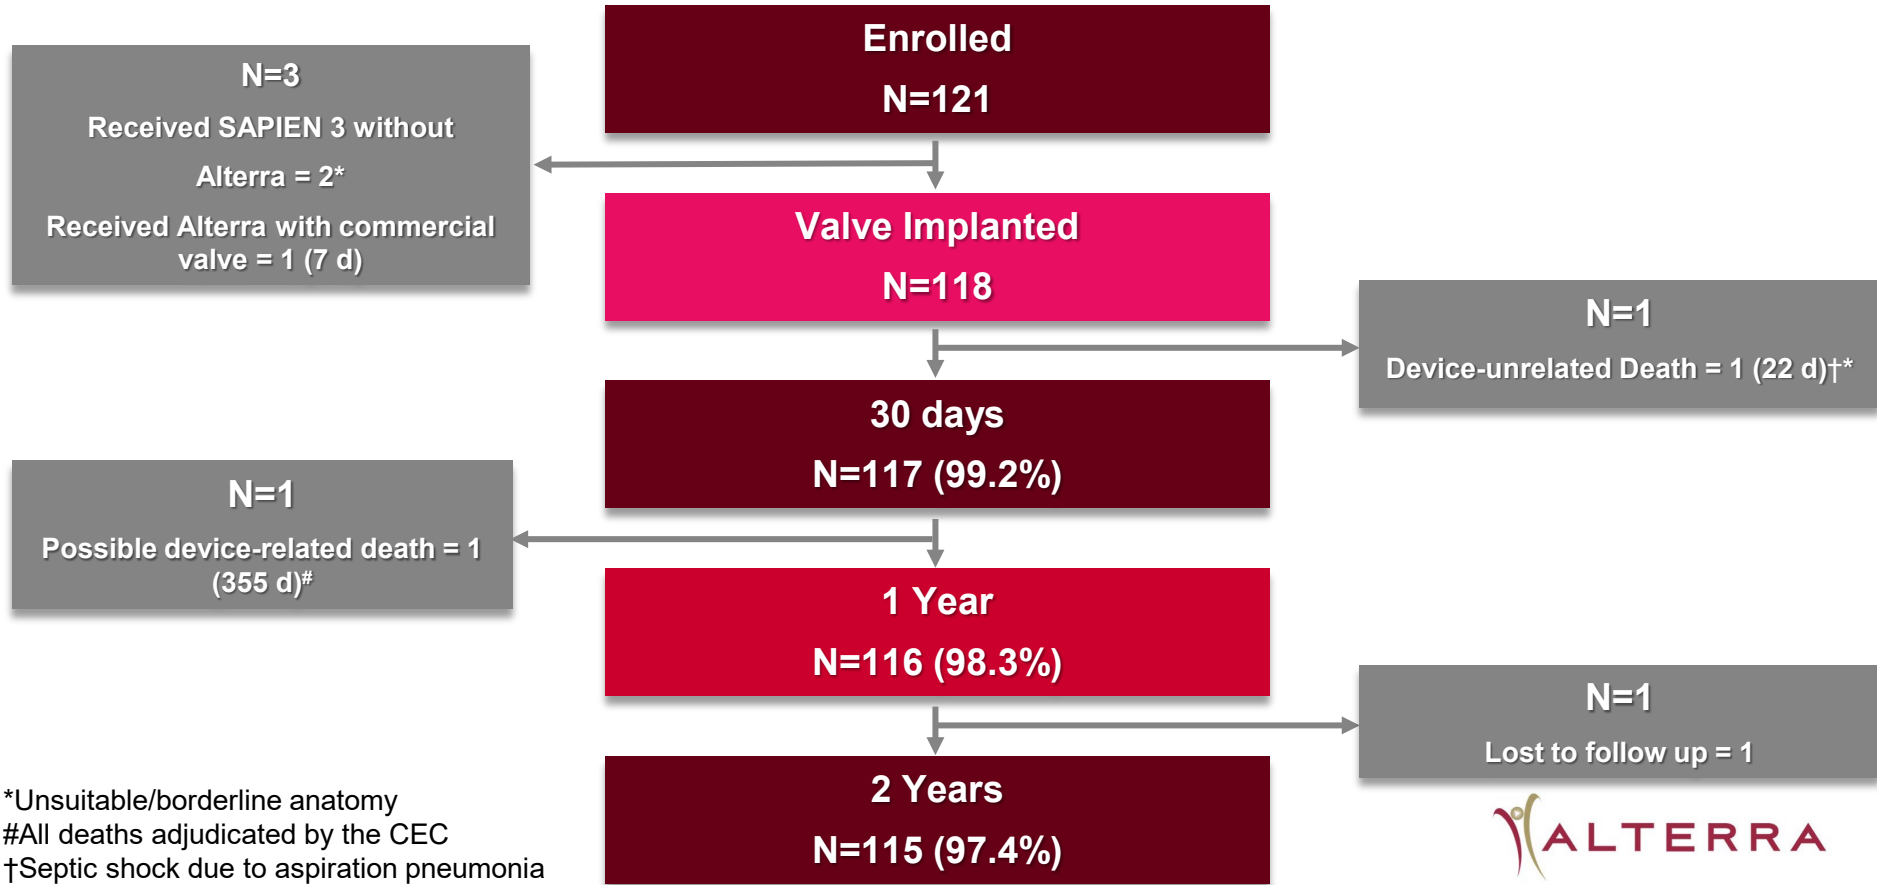 Enrolled
N=121
N=3
Received SAPIEN 3 without
Alterra = 2*
Received Alterra with commercial
valve = 1 (7 d)
Valve Implanted
N=118
N=1
Device-unrelated Death = 1 (22 d)†*
30 days
N=117 (99.2%)
N=1
Possible device-related death = 1
(355 d)#
1 Year
N=116 (98.3%)
N=1
Lost to follow up = 1
2 Years
N=115 (97.4%)
*Unsuitable/borderline anatomy
#All deaths adjudicated by the CEC
†Septic shock due to aspiration pneumonia
ALTERRA